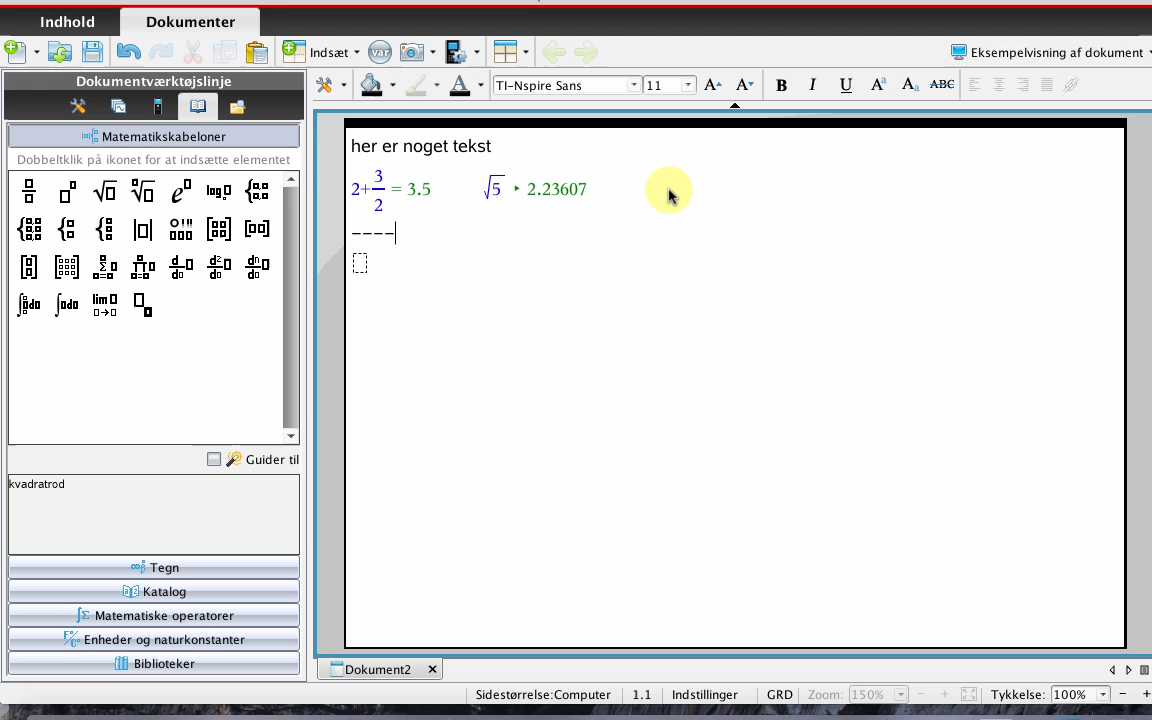 Indhold Dokumenter
Indsæt var Eksempelvisning af dokument
Dokumentværktøjslinje
TI-Nspire Sans 11 A A B I U Aa Aa ABC
Matematikskabeloner
Dobbeltklik på ikonet for at indsætte elementet
her er noget tekst
2+3/2 = 3.5 √5 ▸ 2.23607
----
Guider til
kvadratrod
Tegn
Katalog
Matematiske operatorer
Enheder og naturkonstanter
Biblioteker
Dokument2
Sidestørrelse:Computer 1.1 Indstillinger GRD Zoom: 150% Tykkelse: 100%